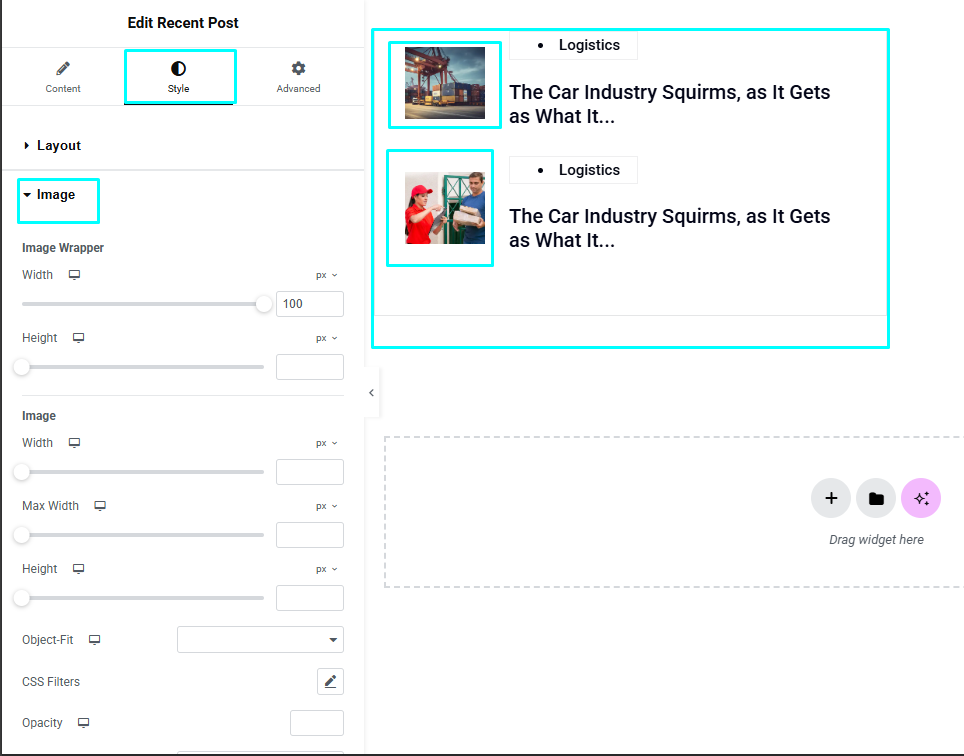 Edit Recent Post
Content
Style
Advanced
Layout
Image
Image Wrapper
Width
px
100
Height
px
Image
Width
px
Max Width
px
Height
px
Object-Fit
CSS Filters
Opacity
• Logistics
The Car Industry Squirms, as It Gets
as What It...
• Logistics
The Car Industry Squirms, as It Gets
as What It...
Drag widget here